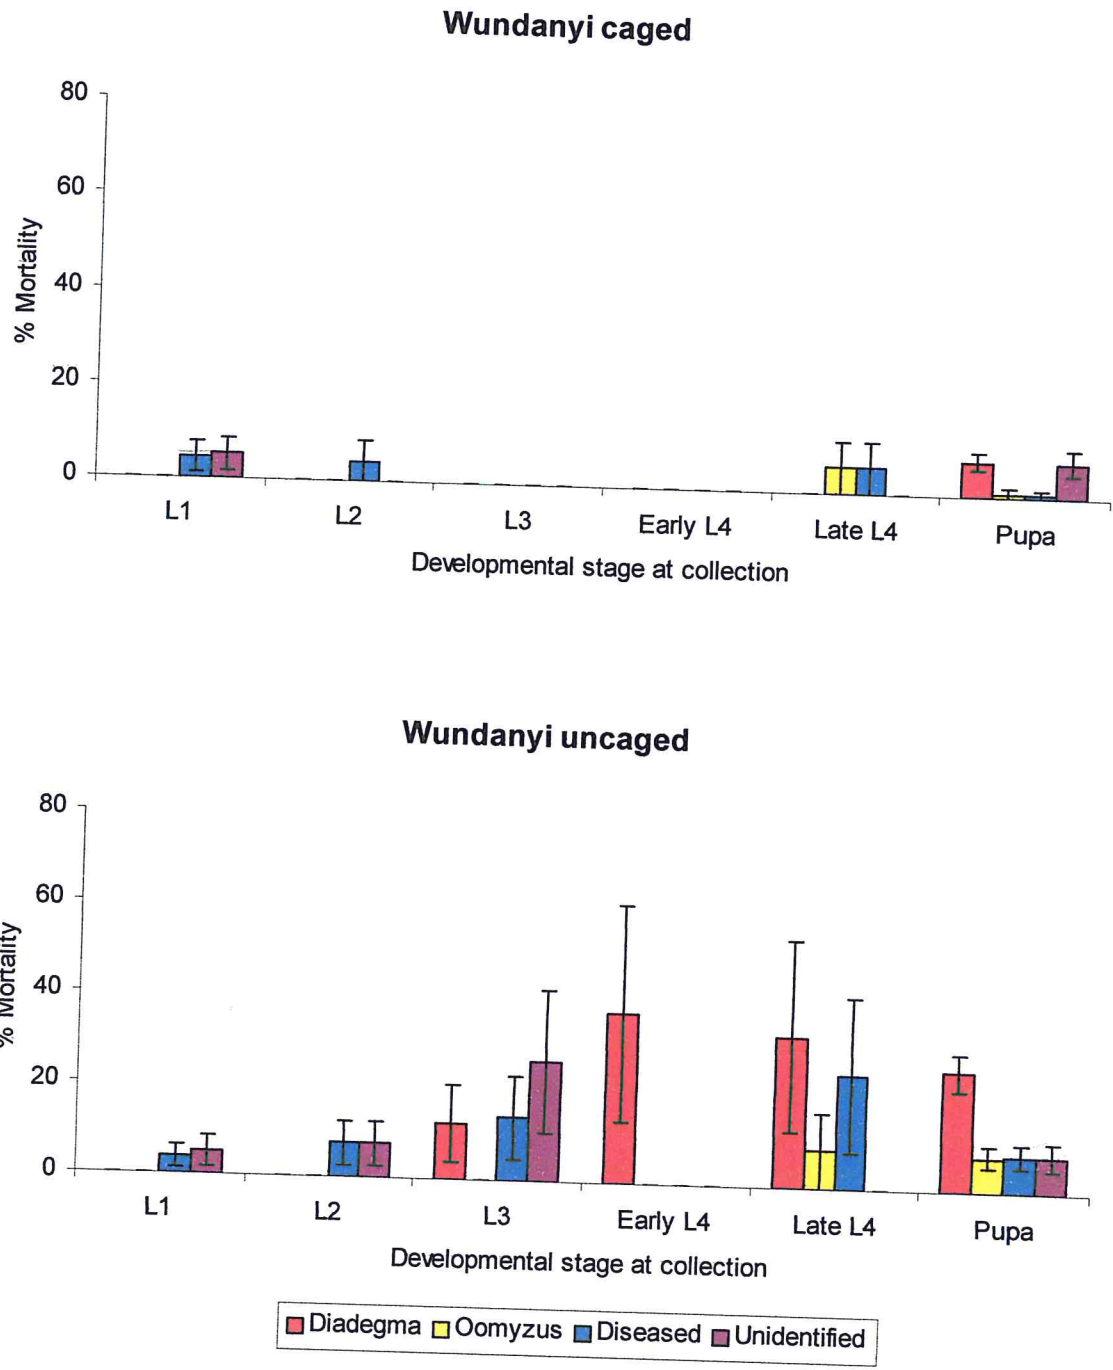 Wundanyi caged
80
60
40
20
0
% Mortality
L1 L2 L3 Early L4 Late L4 Pupa
Developmental stage at collection
Wundanyi uncaged
80
60
40
20
0
% Mortality
L1 L2 L3 Early L4 Late L4 Pupa
Developmental stage at collection
Diadegma Oomyzus Diseased Unidentified